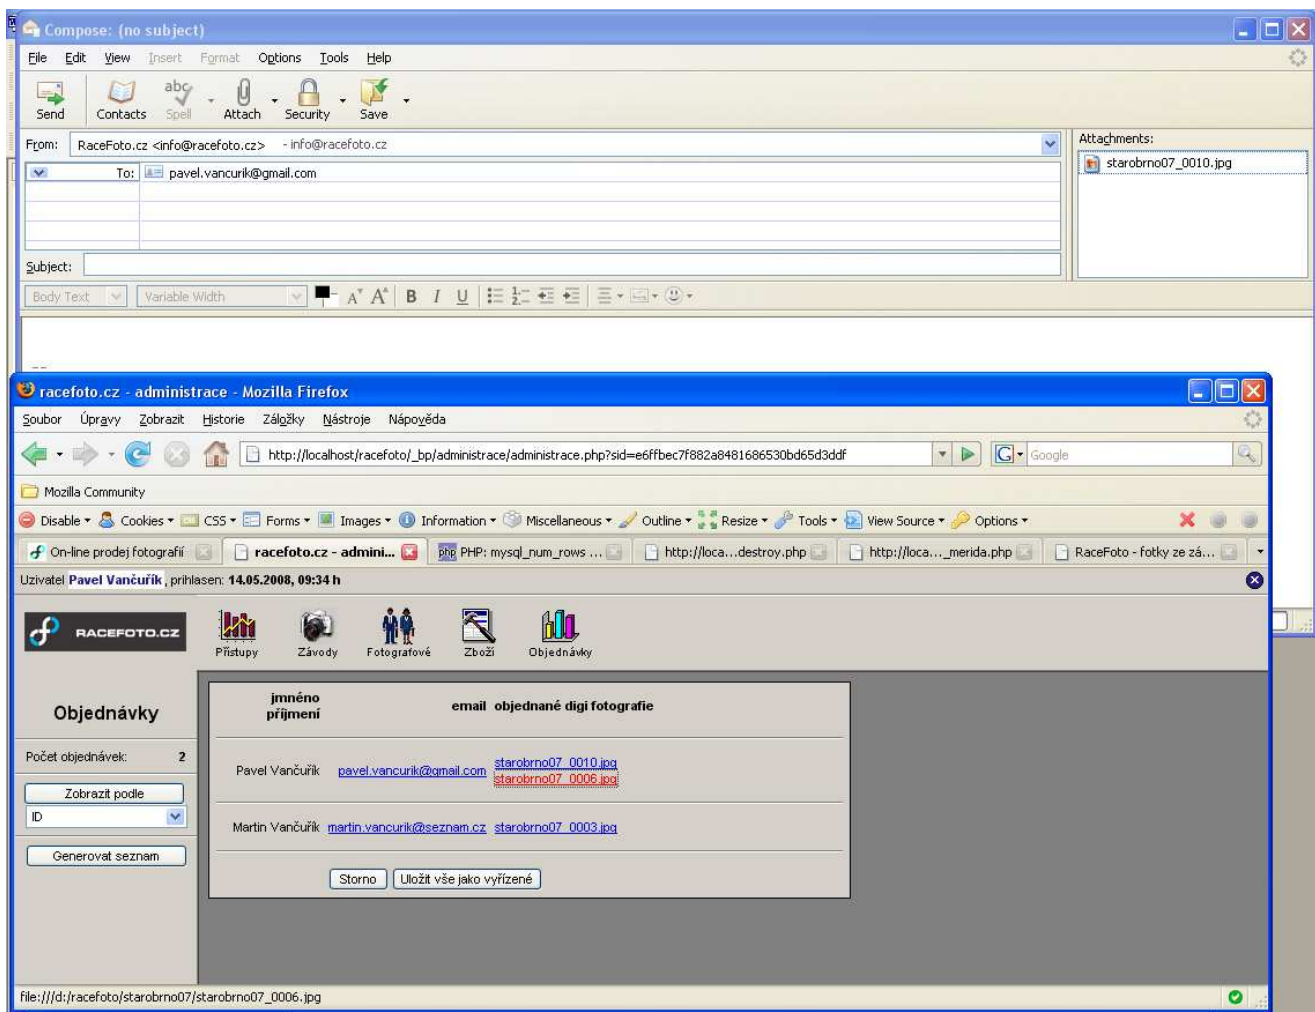 Compose: (no subject)
File Edit View Insert Format Options Tools Help
Send Contacts Spell Attach Security Save
From: RaceFoto.cz <info@racefoto.cz> - info@racefoto.cz
Attachments:
To: pavel.vancurik@gmail.com
starobrno07_0010.jpg
Subject:
Body Text Variable Width
--
racefoto.cz - administrace - Mozilla Firefox
Soubor Úpravy Zobrazit Historie Záložky Nástroje Nápověda
http://localhost/racefoto/_bp/administrace/administrace.php?sid=e6ffbec7f882a8481686530bd65d3ddf
Google
Mozilla Community
Disable Cookies CSS Forms Images Information Miscellaneous Outline Resize Tools View Source Options
On-line prodej fotografií racefoto.cz - admini... PHP: mysql_num_rows ... http://loca...destroy.php http://loca..._merida.php RaceFoto - fotky ze zá...
Uzivatel Pavel Vančuřík, prihlasen: 14.05.2008, 09:34 h
RACEFOTO.CZ
Přístupy Závody Fotografové Zboží Objednávky
Objednávky
Počet objednávek: 2
Zobrazit podle
ID
Generovat seznam
jmnéno příjmení email objednané digi fotografie
Pavel Vančuřík pavel.vancurik@gmail.com starobrno07_0010.jpg
starobrno07_0006.jpg
Martin Vančuřík martin.vancurik@seznam.cz starobrno07_0003.jpg
Storno Uložit vše jako vyřízené
file:///d:/racefoto/starobrno07/starobrno07_0006.jpg